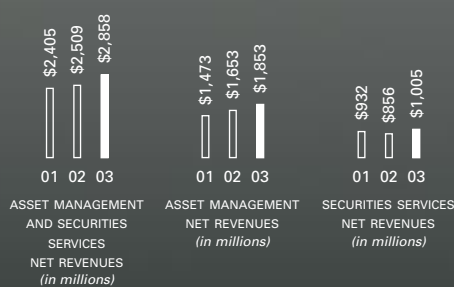 $2,405 $2,509 $2,858
01 02 03
ASSET MANAGEMENT
AND SECURITIES
SERVICES
NET REVENUES
(in millions)
$1,473 $1,653 $1,853
01 02 03
ASSET MANAGEMENT
NET REVENUES
(in millions)
$932 $856 $1,005
01 02 03
SECURITIES SERVICES
NET REVENUES
(in millions)